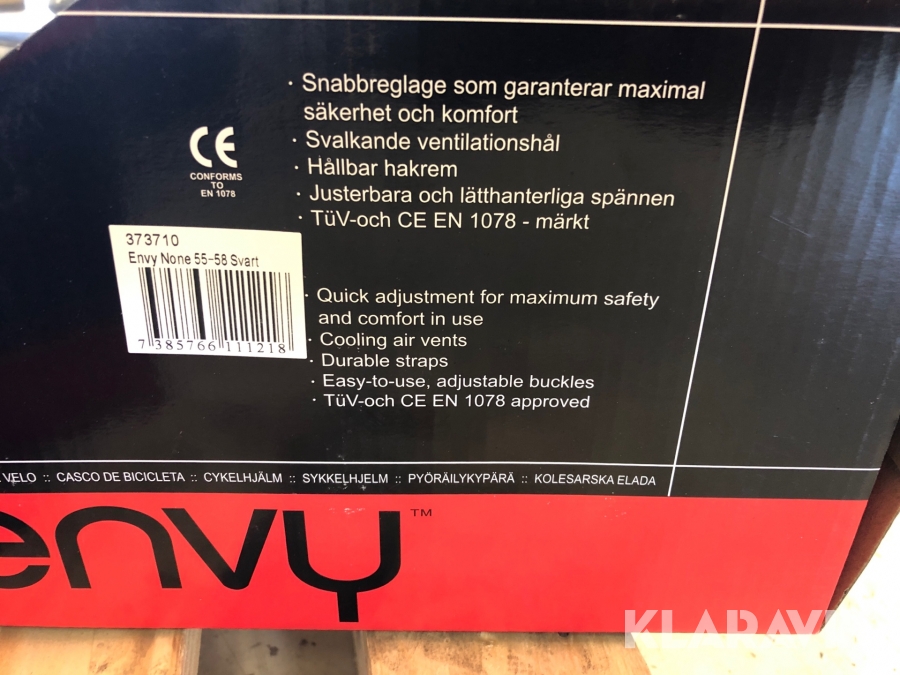 · Snabbreglage som garanterar maximal
säkerhet och komfort
· Svalkande ventilationshål
· Hållbar hakrem
· Justerbara och lätthanterliga spännen
· TüV-och CE EN 1078 - märkt
CE
CONFORMS
TO
EN 1078
373710
Envy None 55-58 Svart
7 385766 111218
· Quick adjustment for maximum safety
and comfort in use
· Cooling air vents
· Durable straps
· Easy-to-use, adjustable buckles
· TüV-och CE EN 1078 approved
VELO :: CASCO DE BICICLETA :: CYKELHJÄLM :: SYKKELHJELM :: PYÖRÄILYKYPÄRÄ :: KOLESARSKA ELADA
envy™